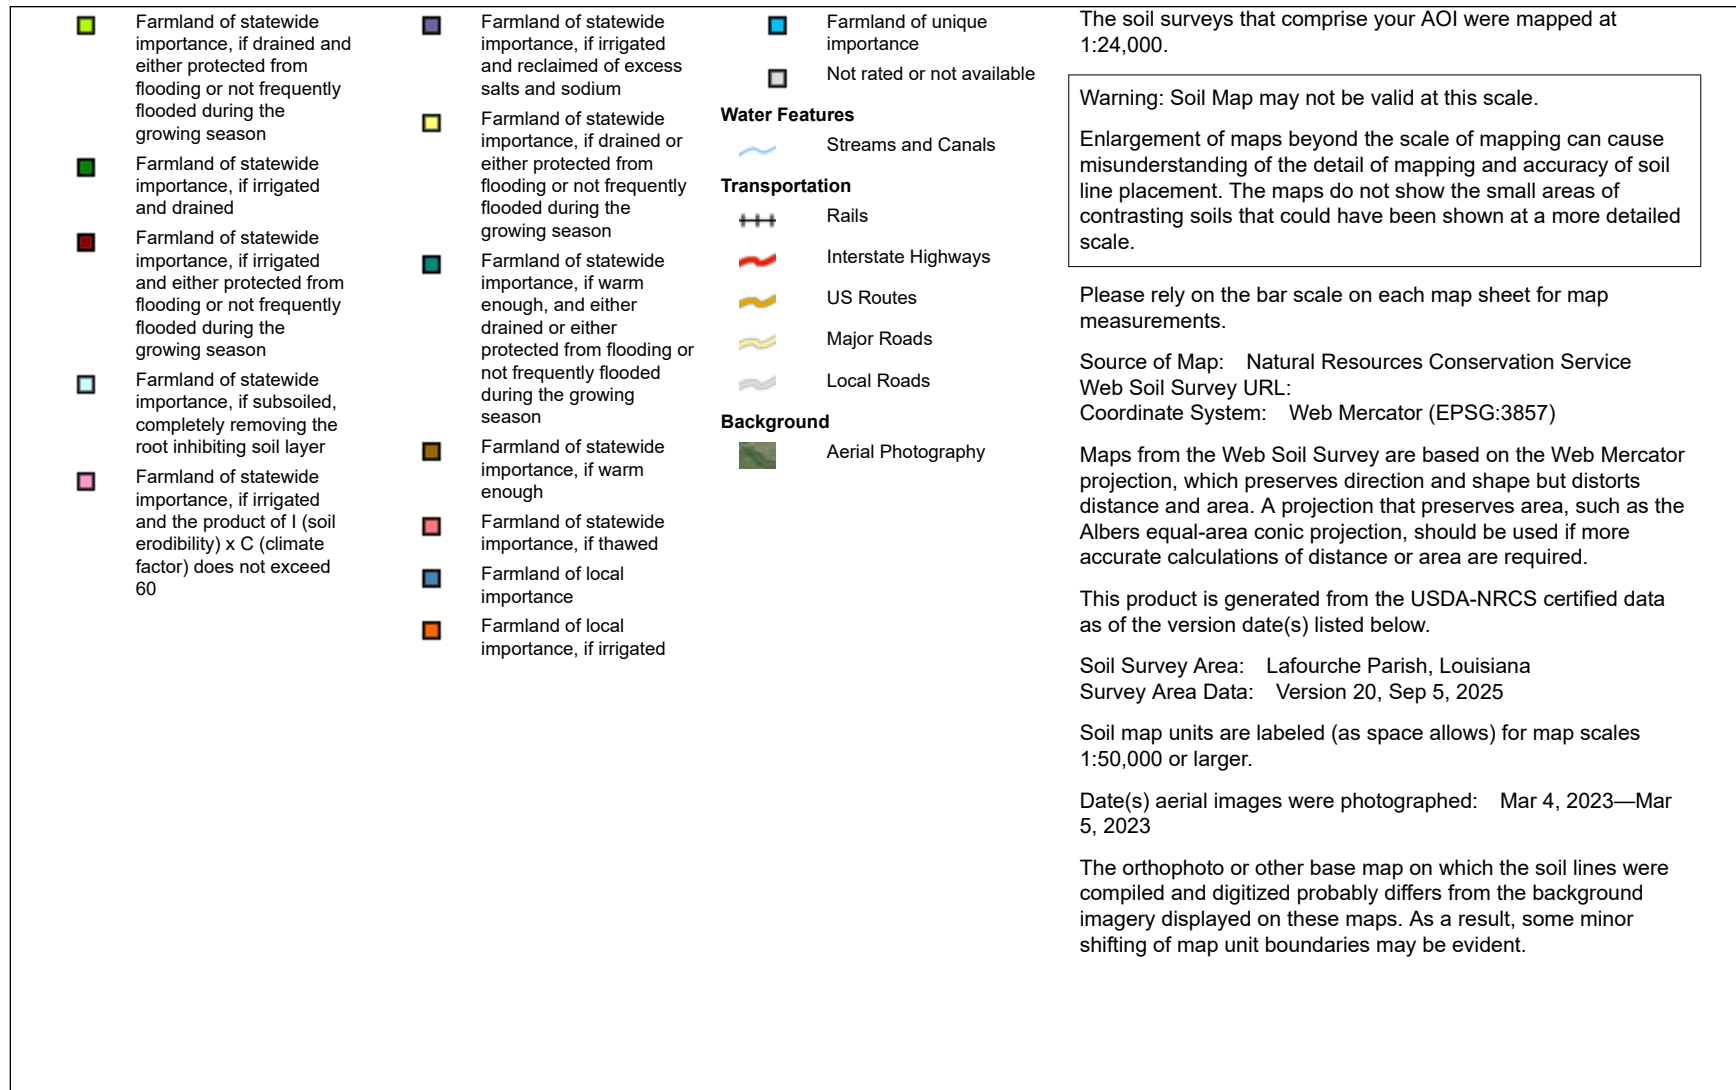 Farmland of statewide
importance, if drained and
either protected from
flooding or not frequently
flooded during the
growing season
Farmland of statewide
importance, if irrigated
and drained
Farmland of statewide
importance, if irrigated
and either protected from
flooding or not frequently
flooded during the
growing season
Farmland of statewide
importance, if subsoiled,
completely removing the
root inhibiting soil layer
Farmland of statewide
importance, if irrigated
and the product of I (soil
erodibility) x C (climate
factor) does not exceed
60
Farmland of statewide
importance, if irrigated
and reclaimed of excess
salts and sodium
Farmland of statewide
importance, if drained or
either protected from
flooding or not frequently
flooded during the
growing season
Farmland of statewide
importance, if warm
enough, and either
drained or either
protected from flooding or
not frequently flooded
during the growing
season
Farmland of statewide
importance, if warm
enough
Farmland of statewide
importance, if thawed
Farmland of local
importance
Farmland of local
importance, if irrigated
Farmland of unique
importance
Not rated or not available
Water Features
Streams and Canals
Transportation
Rails
Interstate Highways
US Routes
Major Roads
Local Roads
Background
Aerial Photography
The soil surveys that comprise your AOI were mapped at
1:24,000.
Warning: Soil Map may not be valid at this scale.
Enlargement of maps beyond the scale of mapping can cause
misunderstanding of the detail of mapping and accuracy of soil
line placement. The maps do not show the small areas of
contrasting soils that could have been shown at a more detailed
scale.
Please rely on the bar scale on each map sheet for map
measurements.
Source of Map: Natural Resources Conservation Service
Web Soil Survey URL:
Coordinate System: Web Mercator (EPSG:3857)
Maps from the Web Soil Survey are based on the Web Mercator
projection, which preserves direction and shape but distorts
distance and area. A projection that preserves area, such as the
Albers equal-area conic projection, should be used if more
accurate calculations of distance or area are required.
This product is generated from the USDA-NRCS certified data
as of the version date(s) listed below.
Soil Survey Area: Lafourche Parish, Louisiana
Survey Area Data: Version 20, Sep 5, 2025
Soil map units are labeled (as space allows) for map scales
1:50,000 or larger.
Date(s) aerial images were photographed: Mar 4, 2023—Mar
5, 2023
The orthophoto or other base map on which the soil lines were
compiled and digitized probably differs from the background
imagery displayed on these maps. As a result, some minor
shifting of map unit boundaries may be evident.